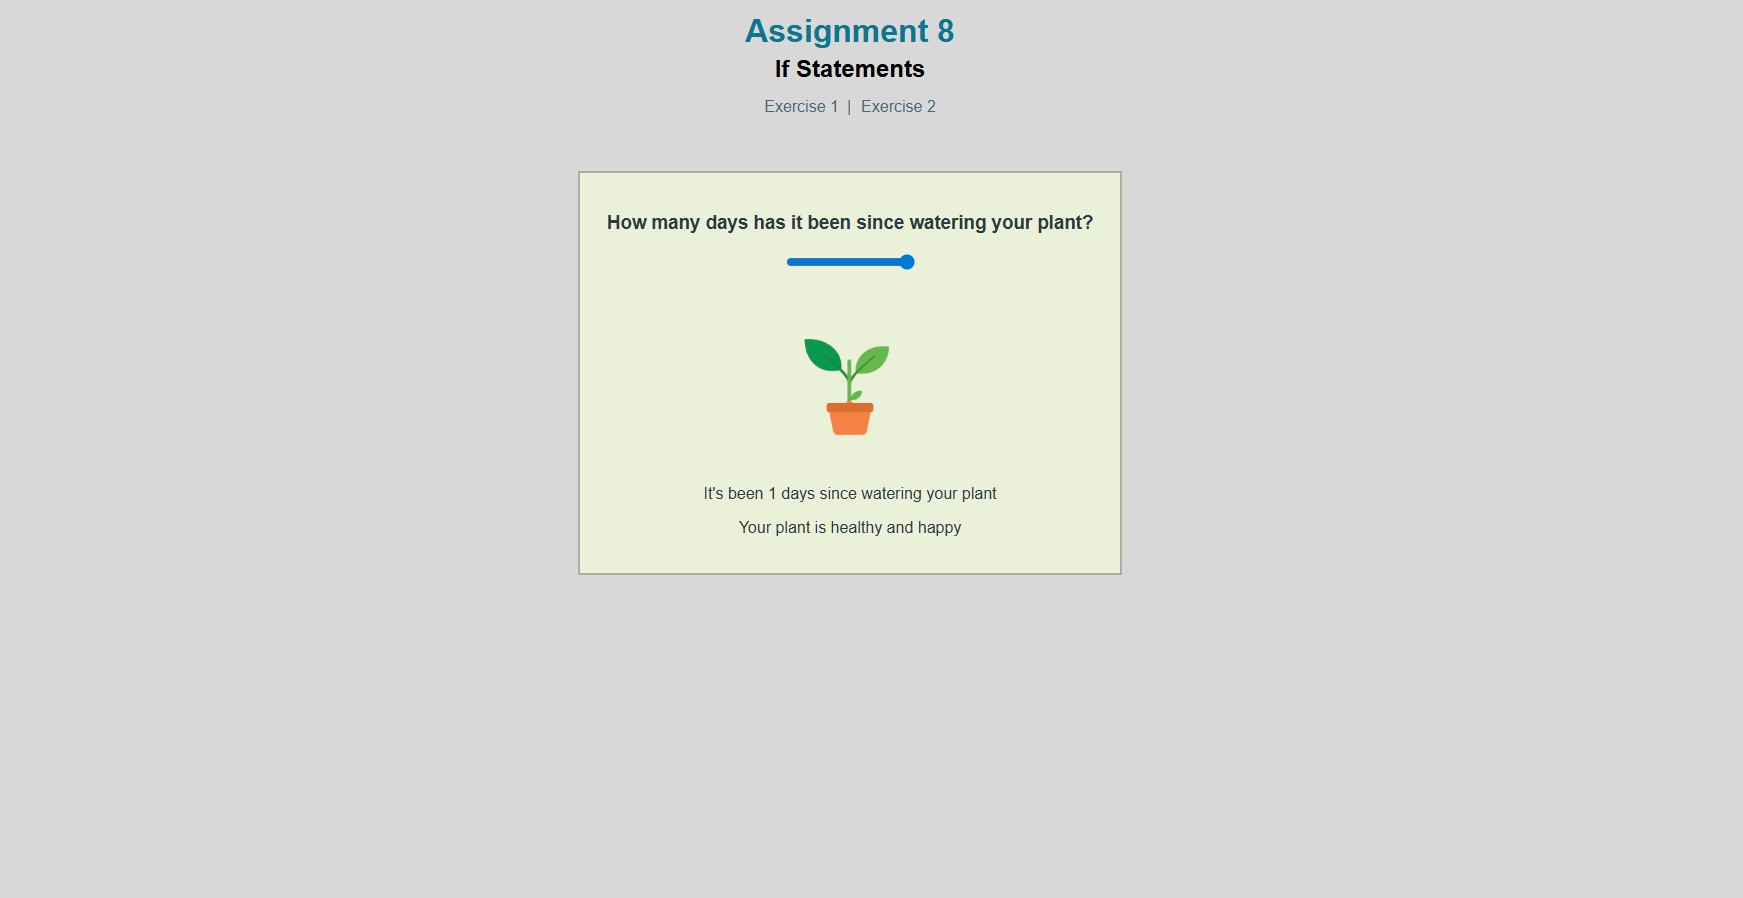 Assignment 8
If Statements
Exercise 1 | Exercise 2
How many days has it been since watering your plant?
It's been 1 days since watering your plant
Your plant is healthy and happy